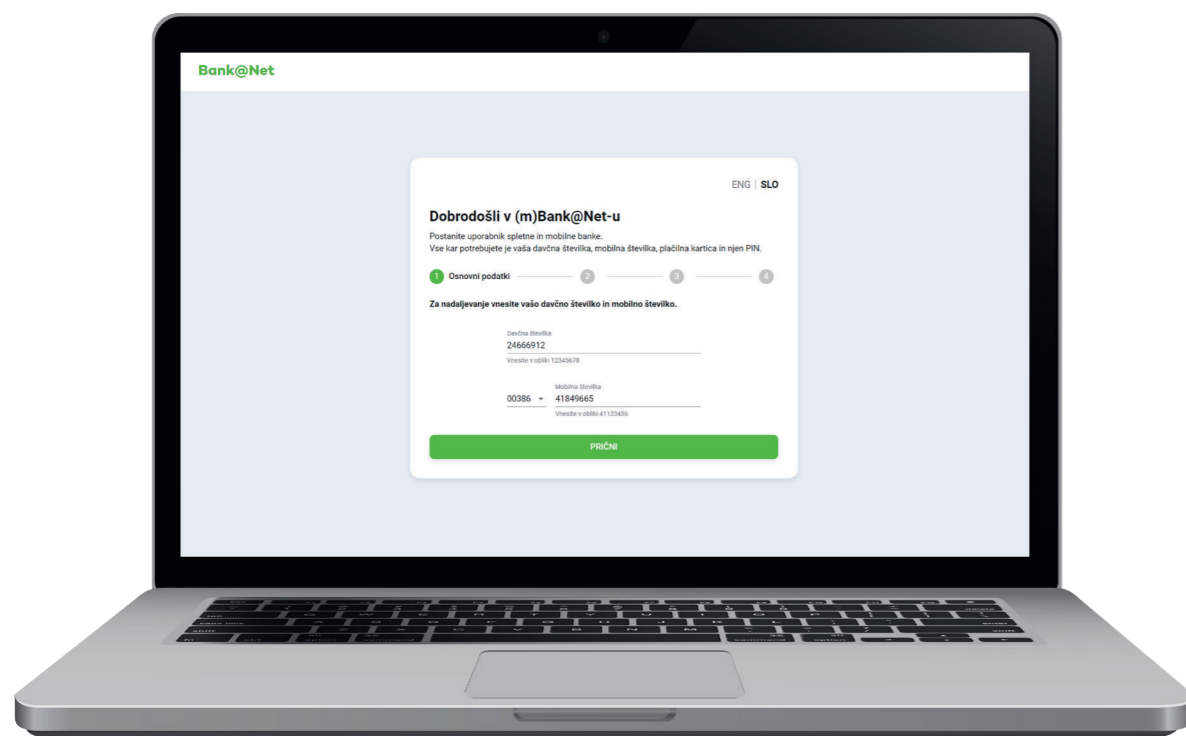 Bank@Net
ENG | SLO
Dobrodošli v (m)Bank@Net-u
Postanite uporabnik spletne in mobilne banke.
Vse kar potrebujete je vaša davčna številka, mobilna številka, plačilna kartica in njen PIN.
1 Osnovni podatki 2 3 4
Za nadaljevanje vnesite vašo davčno številko in mobilno številko.
Davčna številka
24666912
Vnesite v obliki 12345678
Mobilna številka
00386 41849665
Vnesite v obliki 41123456
PRIČNI